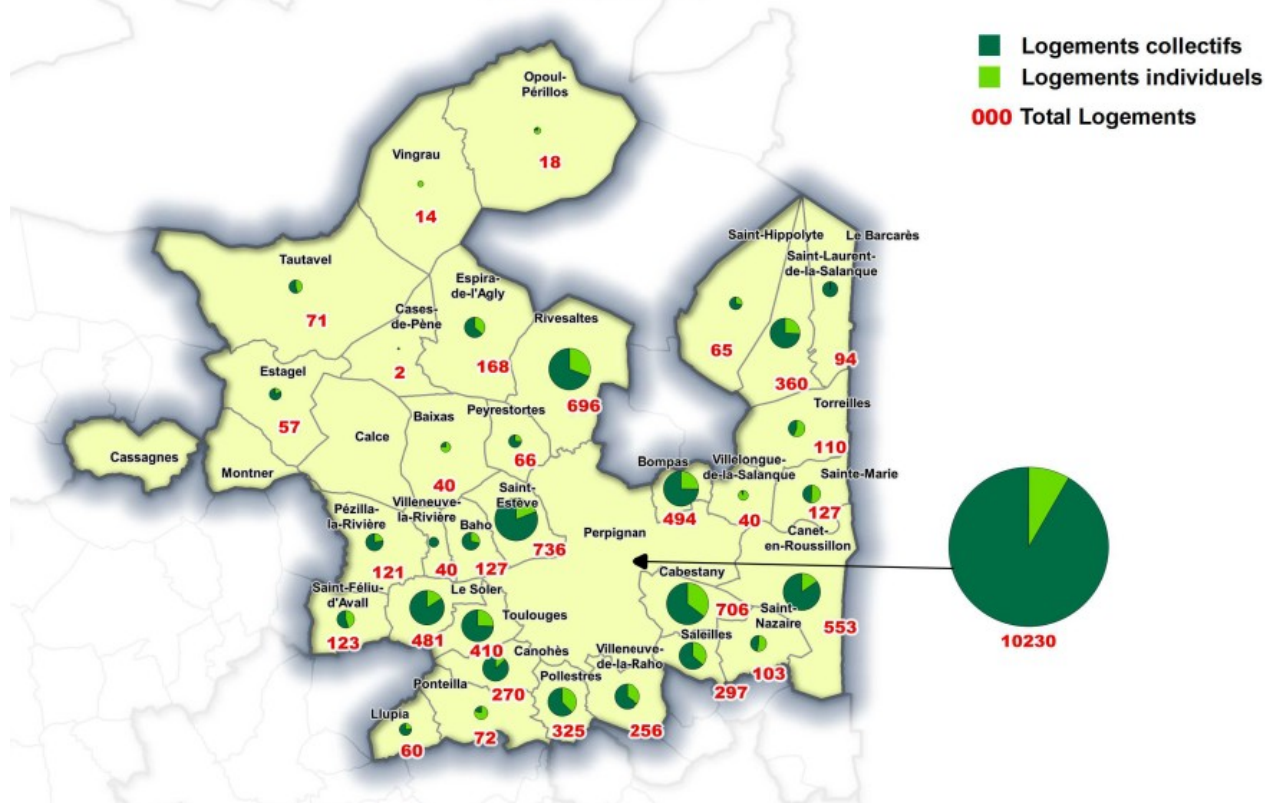 Logements collectifs
Logements individuels
000 Total Logements
Opoul-
Périllos
18
Vingrau
14
Tautavel
71
Espira-
de-l'Agly
168
Cases-
de-Pène
2
Rivesaltes
696
Estagel
57
Cassagnes
Montner
Calce
Baixas
40
Peyrestortes
66
Saint-Hippolyte
65
Le Barcarès
94
Saint-Laurent-
de-la-Salanque
360
Torreilles
110
Bompas
494
Villelongue-
de-la-Salanque
40
Sainte-Marie
127
Canet-
en-Roussillon
553
Saint-
Estève
736
Pézilla-
la-Rivière
121
Villeneuve-
la-Rivière
40
Baho
127
Perpignan
10230
Cabestany
706
Saint-
Nazaire
103
Saleilles
297
Saint-Féliu-
d'Avall
123
Le Soler
481
Toulouges
410
Canohès
270
Villeneuve-
de-la-Raho
256
Pollestres
325
Ponteilla
72
Llupia
60